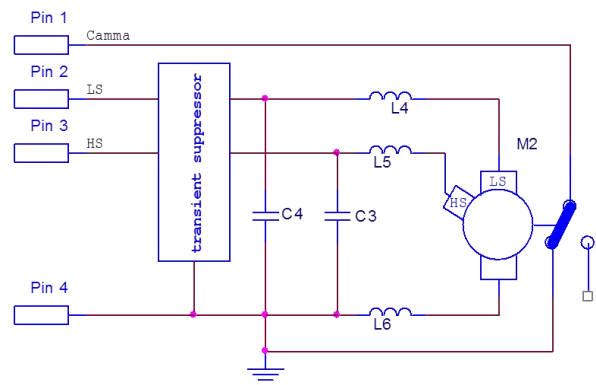 Pin 1
Camma
Pin 2
LS
Pin 3
HS
transient suppressor
L4
L5
M2
LS
HS
C4
C3
Pin 4
L6